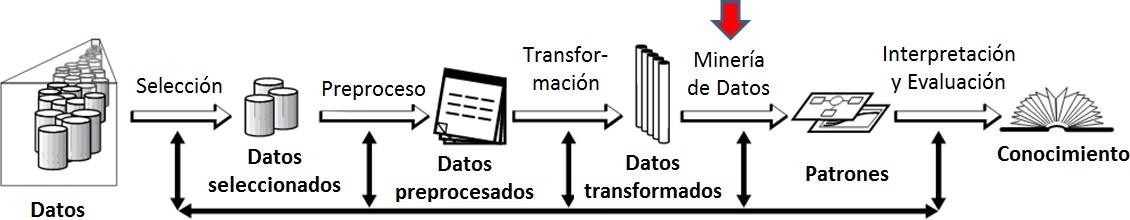 Selección
Preproceso
Transfor-
mación
Minería
de Datos
Interpretación
y Evaluación
Datos
Datos
seleccionados
Datos
preprocesados
Datos
transformados
Patrones
Conocimiento